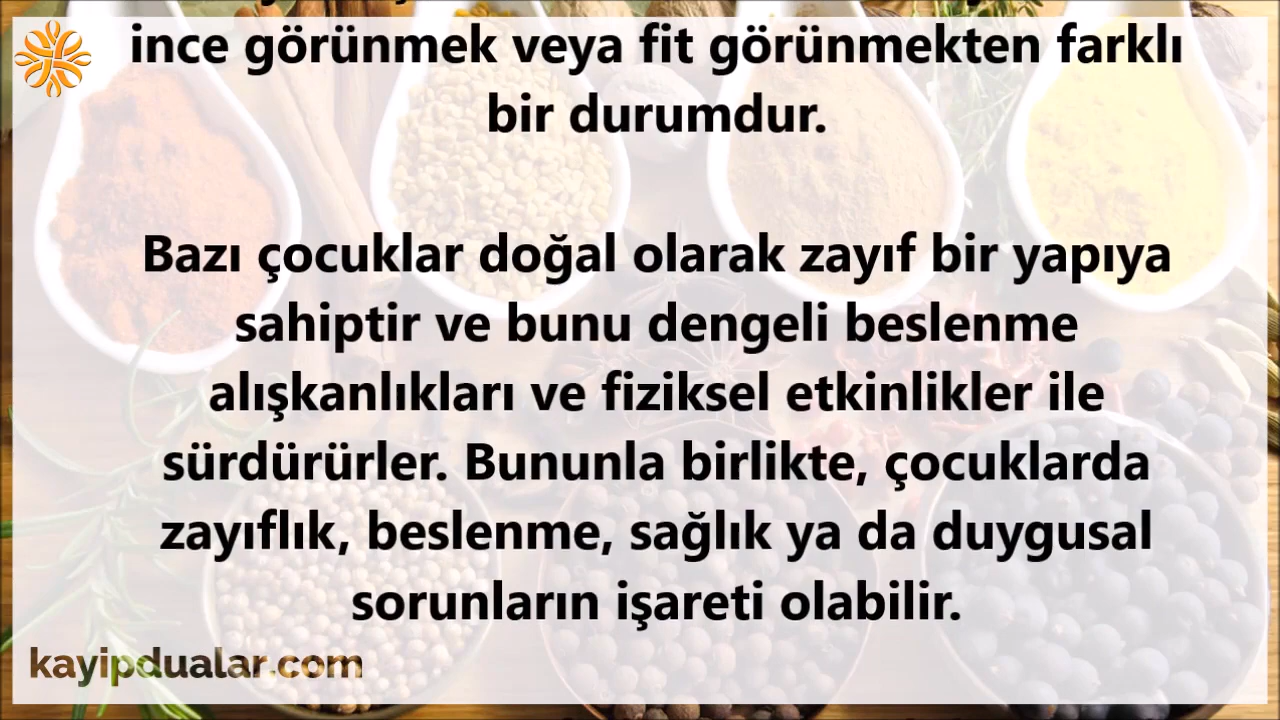 ince görünmek veya fit görünmekten farklı
bir durumdur.
Bazı çocuklar doğal olarak zayıf bir yapıya
sahiptir ve bunu dengeli beslenme
alışkanlıkları ve fiziksel etkinlikler ile
sürdürürler. Bununla birlikte, çocuklarda
zayıflık, beslenme, sağlık ya da duygusal
sorunların işareti olabilir.
kayipdualar.com